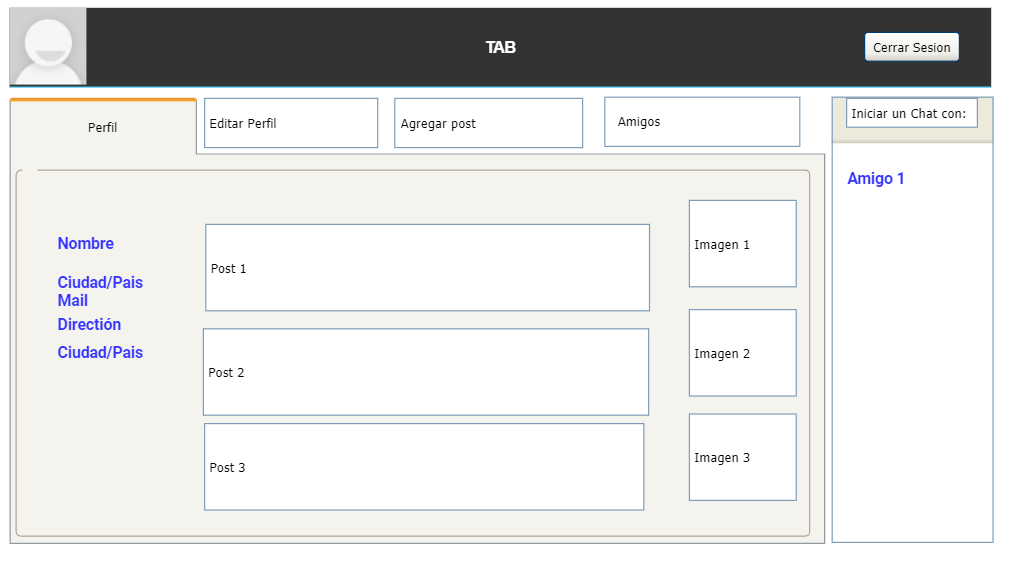 TAB
Cerrar Sesion
Perfil
Editar Perfil
Agregar post
Amigos
Iniciar un Chat con:
Amigo 1
Nombre
Ciudad/Pais
Mail
Directión
Ciudad/Pais
Post 1
Post 2
Post 3
Imagen 1
Imagen 2
Imagen 3